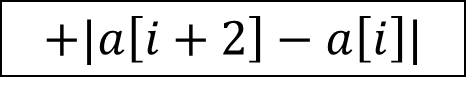 +|a[i + 2] − a[i]|